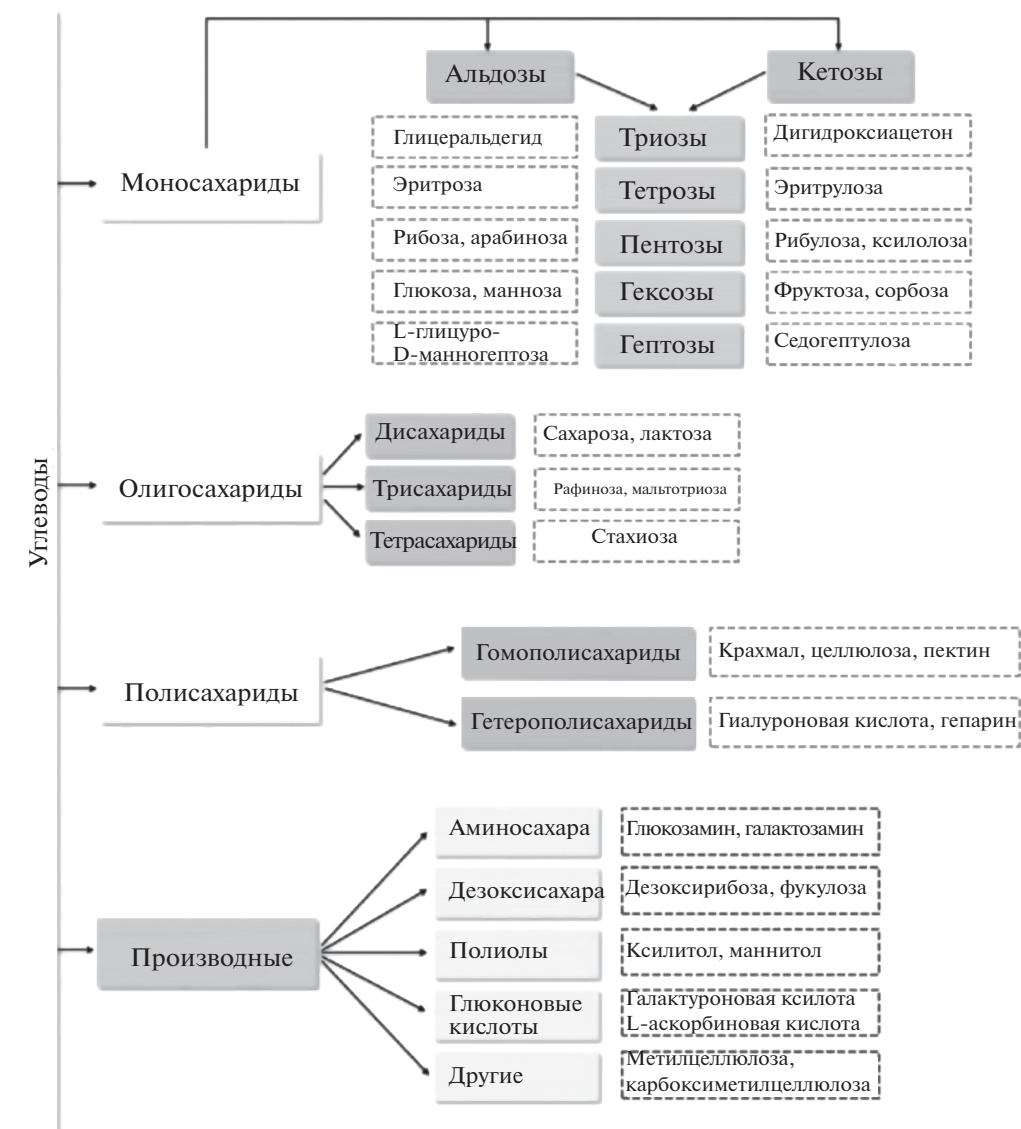 Углеводы
Альдозы
Кетозы
Моносахариды
Глицеральдегид
Триозы
Дигидроксиацетон
Эритроза
Тетрозы
Эритрулоза
Рибоза, арабиноза
Пентозы
Рибулоза, ксилолоза
Глюкоза, манноза
Гексозы
Фруктоза, сорбоза
L-глицуро-
D-манногептоза
Гептозы
Седогептулоза
Олигосахариды
Дисахариды
Сахароза, лактоза
Трисахариды
Рафиноза, мальтотриоза
Тетрасахариды
Стахиоза
Полисахариды
Гомополисахариды
Крахмал, целлюлоза, пектин
Гетерополисахариды
Гиалуроновая кислота, гепарин
Производные
Аминосахара
Глюкозамин, галактозамин
Дезоксисахара
Дезоксирибоза, фукулоза
Полиолы
Ксилитол, маннитол
Глюконовые
кислоты
Галактуроновая ксилота
L-аскорбиновая кислота
Другие
Метилцеллюлоза,
карбоксиметилцеллюлоза